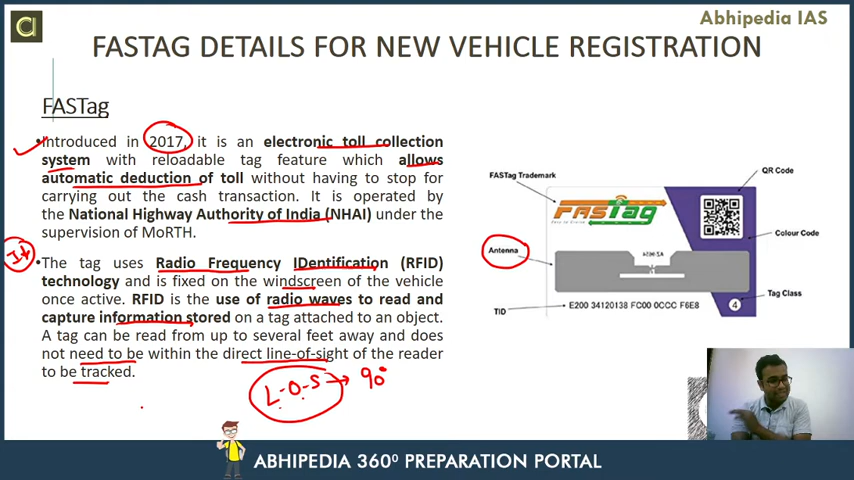 Abhipedia IAS
FASTAG DETAILS FOR NEW VEHICLE REGISTRATION
FASTag
•Introduced in 2017, it is an electronic toll collection
system with reloadable tag feature which allows
automatic deduction of toll without having to stop for
carrying out the cash transaction. It is operated by
the National Highway Authority of India (NHAI) under the
supervision of MoRTH.
•The tag uses Radio Frequency IDentification (RFID)
technology and is fixed on the windscreen of the vehicle
once active. RFID is the use of radio waves to read and
capture information stored on a tag attached to an object.
A tag can be read from up to several feet away and does
not need to be within the direct line-of-sight of the reader
to be tracked.
L-O-S → 90°
FASTag Trademark
QR Code
FASTag
Colour Code
Antenna
Tag Class
TID
E200 34120138 FC00 0CCC F6E8
4
ABHIPEDIA 360⁰ PREPARATION PORTAL